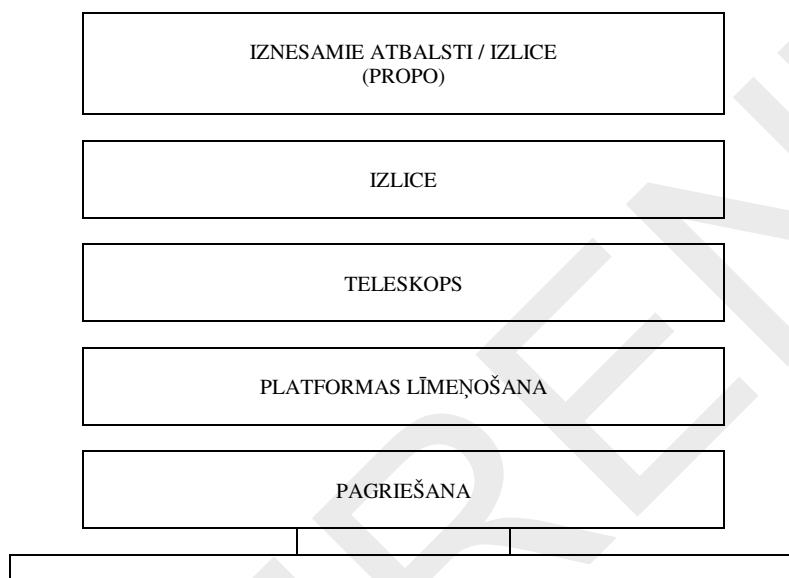 IZNESAMIE ATBALSTI / IZLICE
(PROPO)
IZLICE
TELESKOPS
PLATFORMAS LĪMEŅOŠANA
PAGRIEŠANA